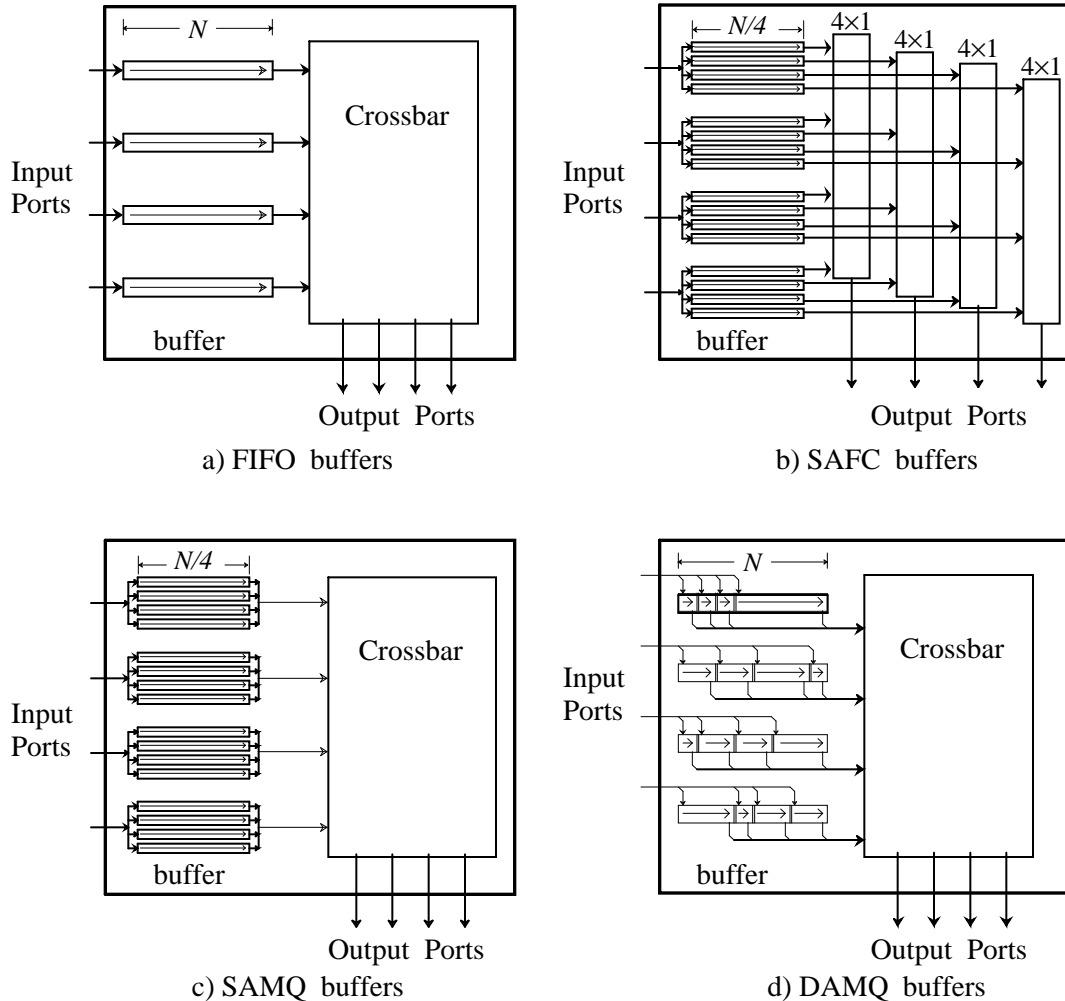 N
Crossbar
Input
Ports
buffer
Output Ports
a) FIFO buffers
N/4
4×1
4×1
4×1
4×1
Input
Ports
buffer
Output Ports
b) SAFC buffers
N/4
Crossbar
Input
Ports
buffer
Output Ports
c) SAMQ buffers
N
Crossbar
Input
Ports
buffer
Output Ports
d) DAMQ buffers